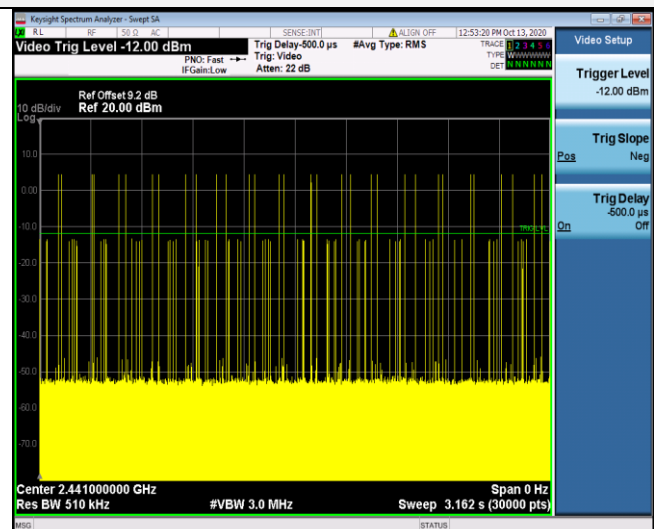 Keysight Spectrum Analyzer - Swept SA
RL RF 50 Ω AC SENSE:INT ALIGN OFF 12:53:20 PM Oct 13, 2020
Video Trig Level -12.00 dBm
PNO: Fast
IFGain:Low
Trig Delay-500.0 µs
Trig: Video
Atten: 22 dB
#Avg Type: RMS
TRACE 1 2 3 4 5 6
TYPE WWWWWW
DET N N N N N N
Ref Offset 9.2 dB
10 dB/div Ref 20.00 dBm
Log
10.0
0.00
-10.0
TRIG LVL
-20.0
-30.0
-40.0
-50.0
-60.0
-70.0
Center 2.441000000 GHz Span 0 Hz
Res BW 510 kHz #VBW 3.0 MHz Sweep 3.162 s (30000 pts)
MSG STATUS
Video Setup
Trigger Level
-12.00 dBm
Trig Slope
Pos Neg
Trig Delay
-500.0 µs
On Off